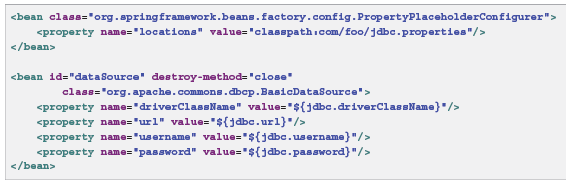 <bean class="org.springframework.beans.factory.config.PropertyPlaceholderConfigurer">
    <property name="locations" value="classpath:com/foo/jdbc.properties"/>
</bean>
<bean id="dataSource" destroy-method="close"
        class="org.apache.commons.dbcp.BasicDataSource">
    <property name="driverClassName" value="${jdbc.driverClassName}"/>
    <property name="url" value="${jdbc.url}"/>
    <property name="username" value="${jdbc.username}"/>
    <property name="password" value="${jdbc.password}"/>
</bean>